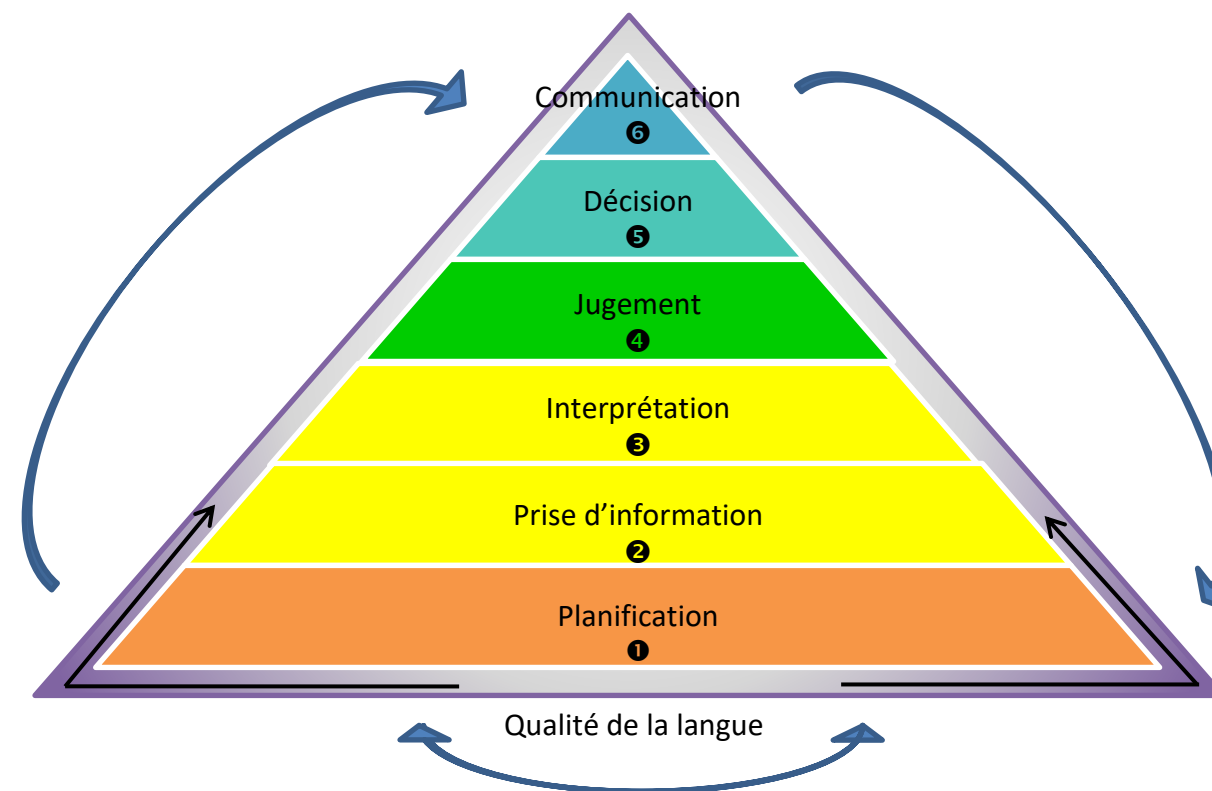 Communication
❻
Décision
❺
Jugement
❹
Interprétation
❸
Prise d’information
❷
Planification
❶
Qualité de la langue